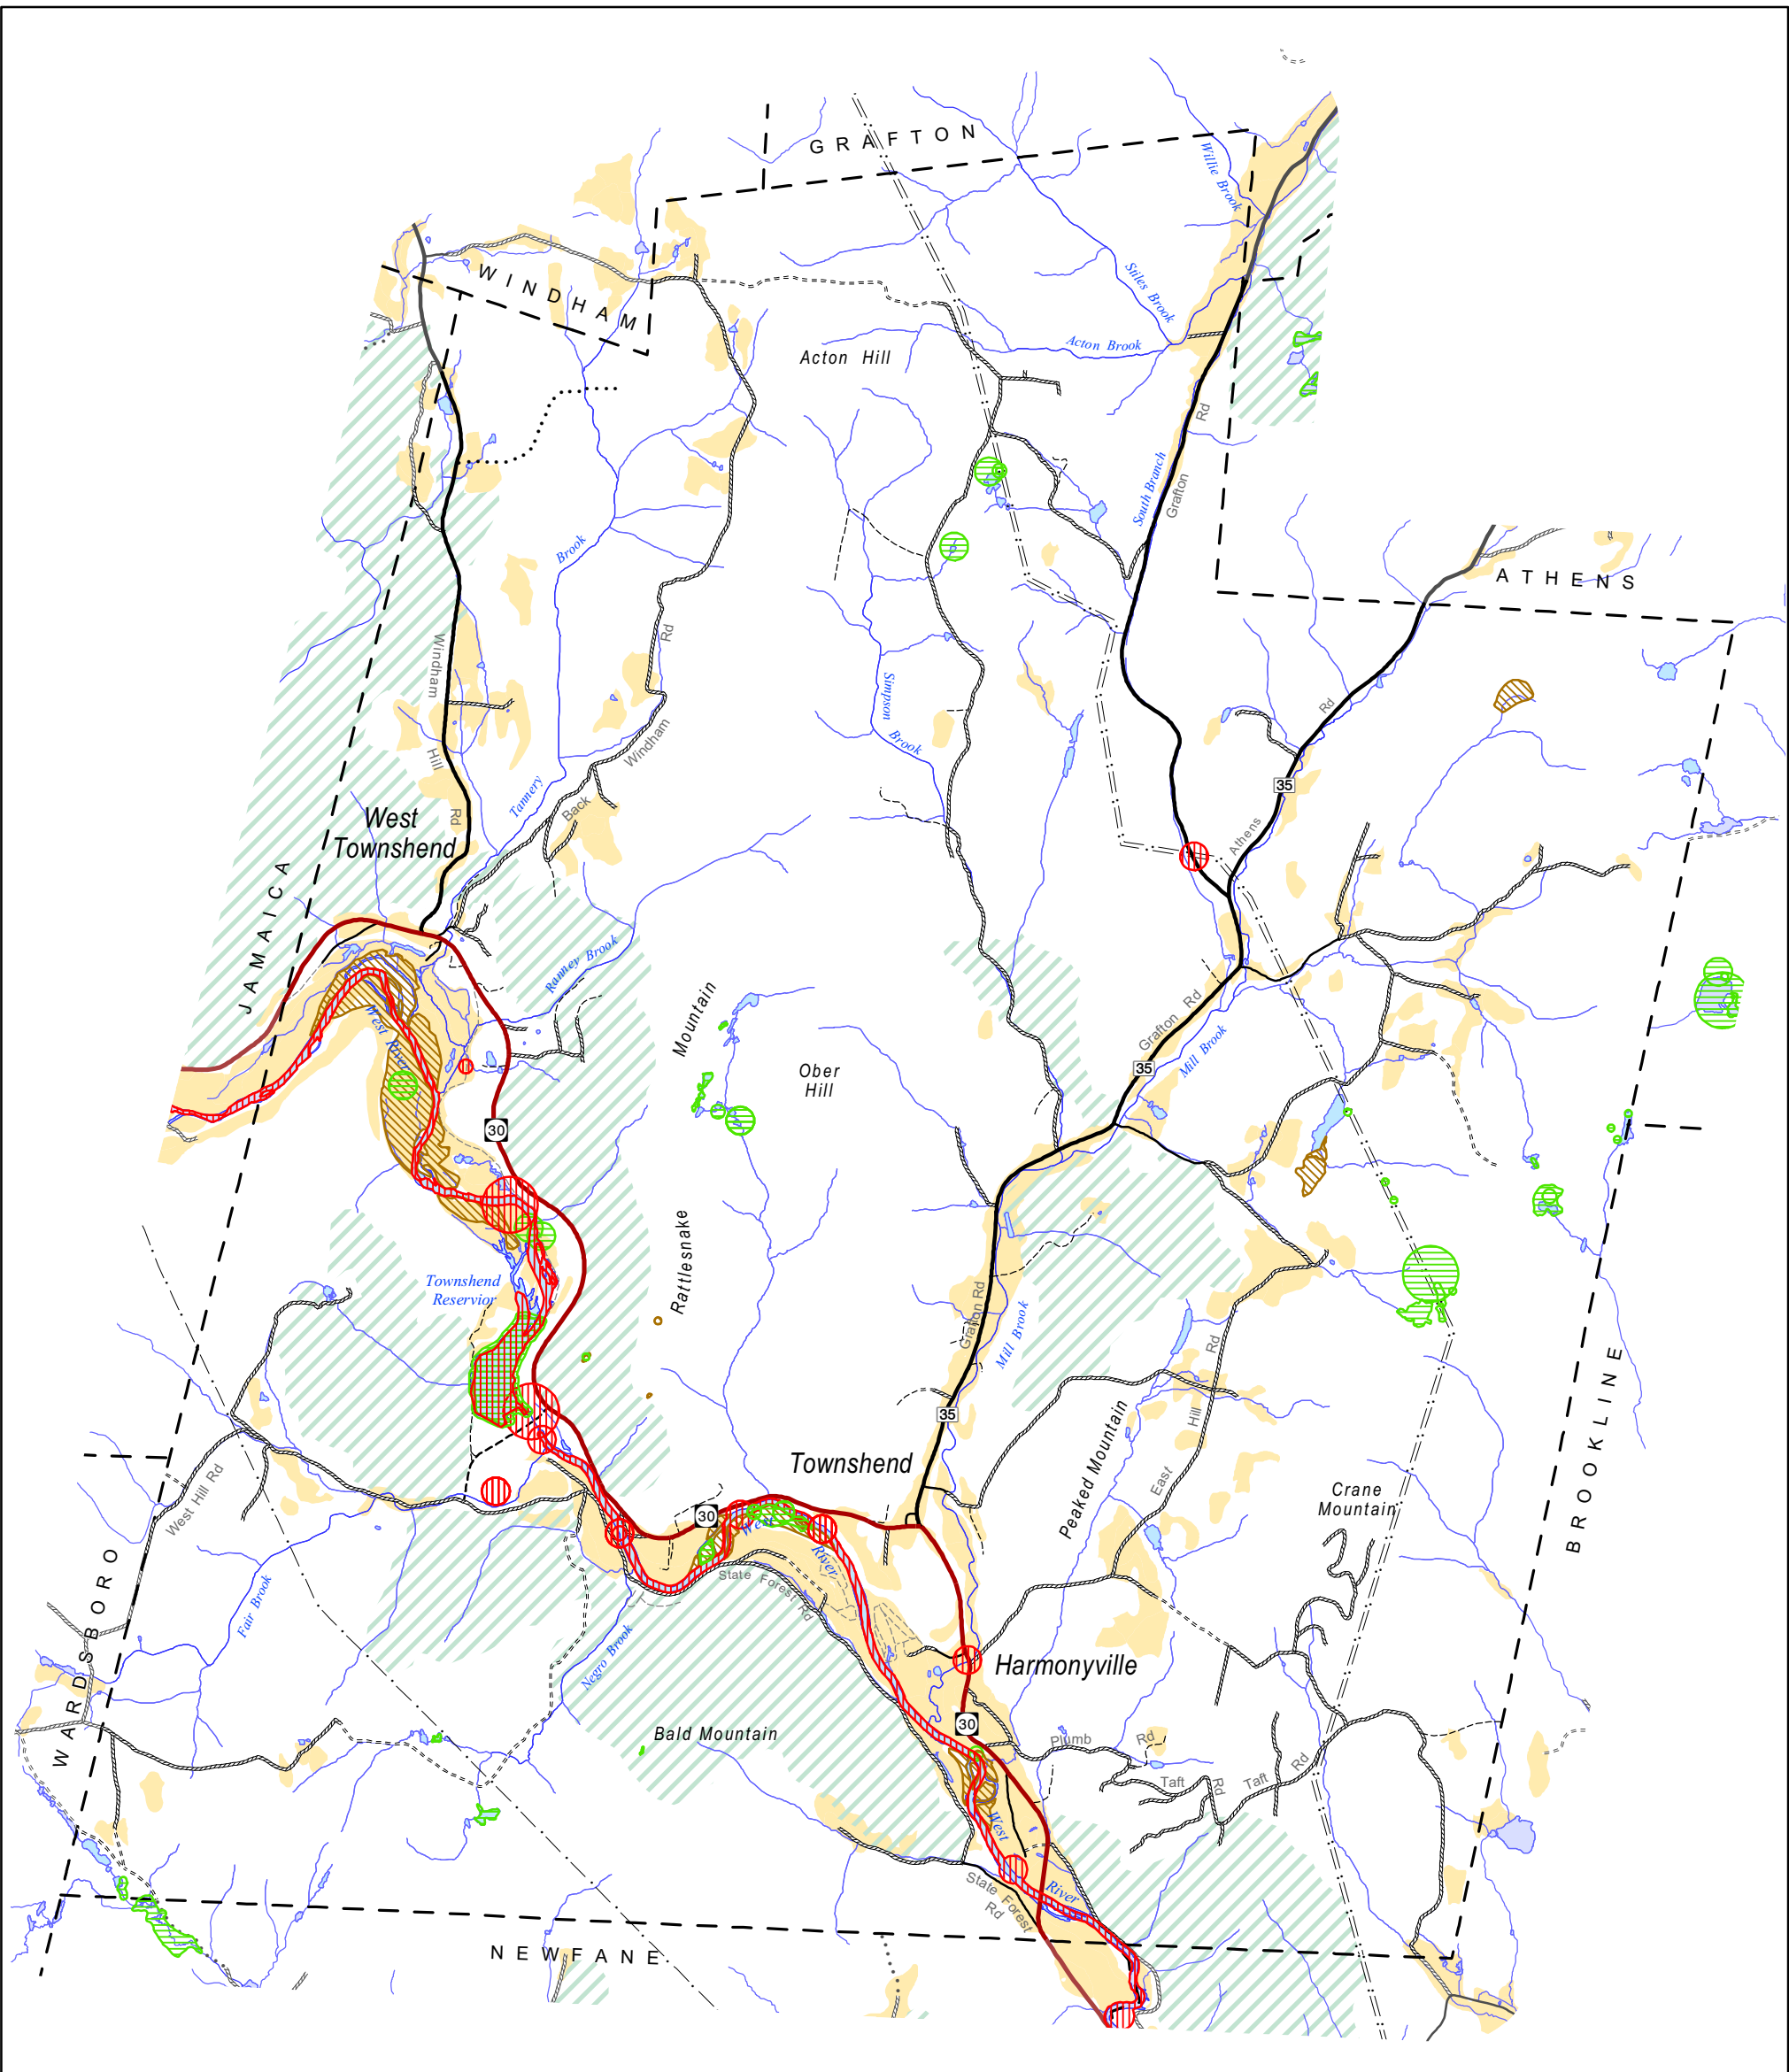 GRAFTON
Willie Brook
WINDHAM
Stiles Brook
Acton Brook
Acton Hill
Grafton
Rd
South Branch
ATHENS
Brook
Tannery
Windham
Hill
Rd
Rd
Windham
Back
Simpson
Brook
Rd
35
Athens
West
Townshend
JAMAICA
Ranney Brook
West
River
Mountain
Rattlesnake
Ober
Hill
Grafton Rd
35
Mill Brook
30
Townshend
Reservior
Grafton Rd
Mill Brook
35
Rd
Hill
East
Peaked Mountain
Crane
Mountain
BROOKLINE
Townshend
West Hill Rd
30
West
River
State Forest Rd
WARDSBORO
Fair Brook
Negro Brook
Harmonyville
30
Bald Mountain
Plumb
Rd
Taft
Rd
Taft
Rd
West
River
State Forest
Rd
NEWFANE